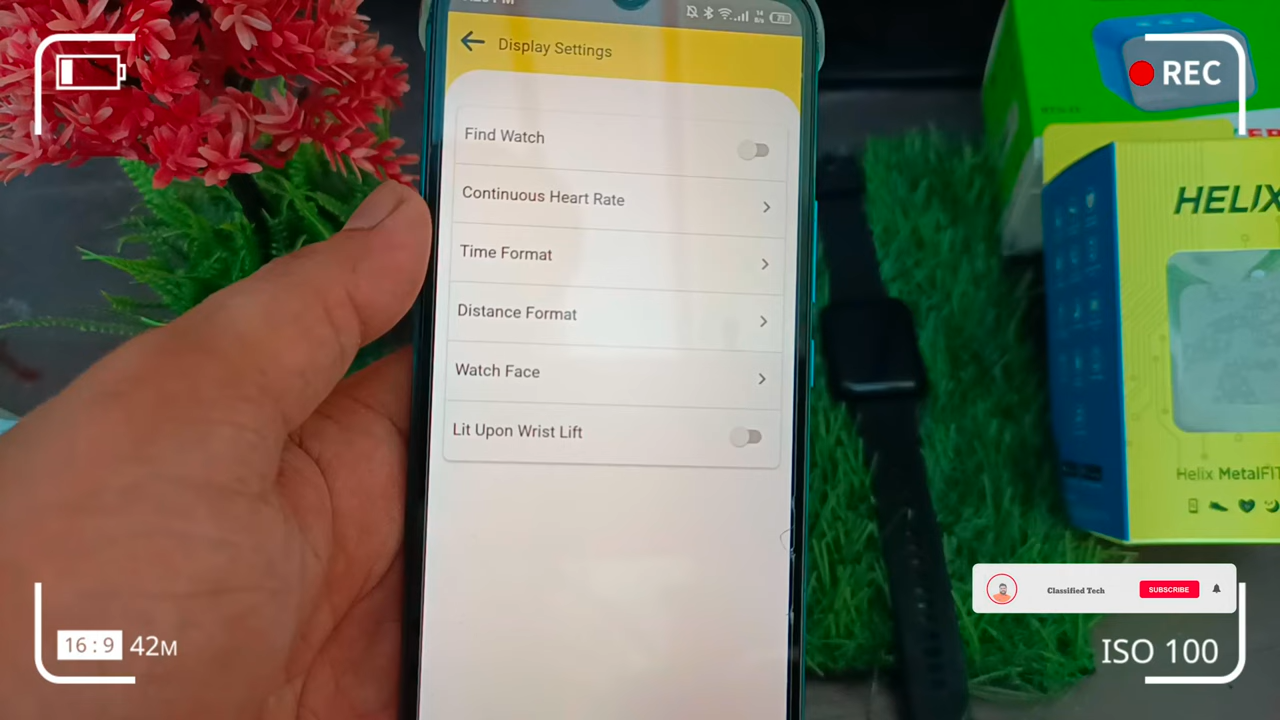 Display Settings
Find Watch
Continuous Heart Rate
Time Format
Distance Format
Watch Face
Lit Upon Wrist Lift
REC
HELIX
Helix MetalFIT
Classified Tech
SUBSCRIBE
16:9 42M
ISO 100